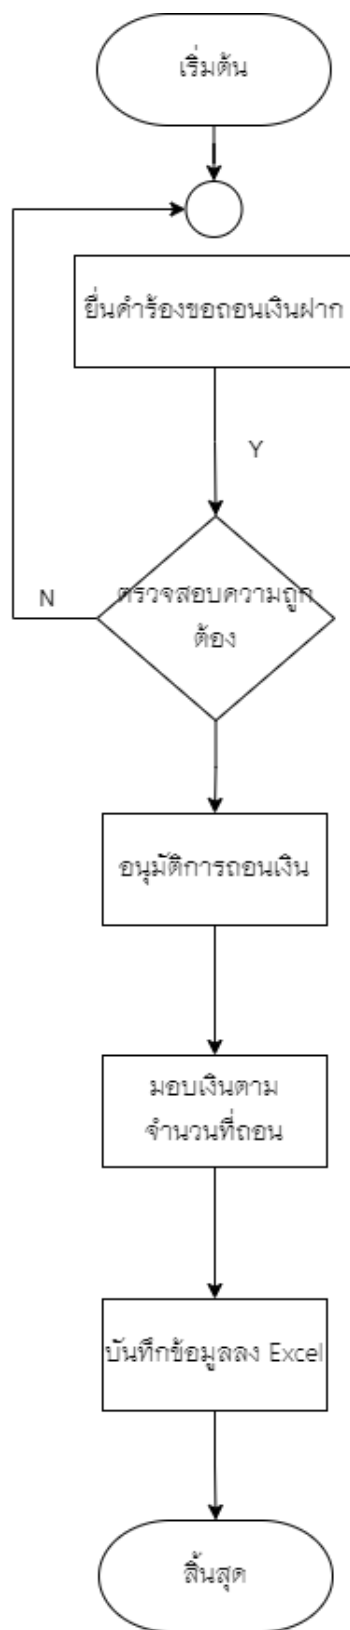 เริ่มต้น
ยื่นคำร้องขอถอนเงินฝาก
Y
N
ตรวจสอบความถูก
ต้อง
อนุมัติการถอนเงิน
มอบเงินตาม
จำนวนที่ถอน
บันทึกข้อมูลลง Excel
สิ้นสุด